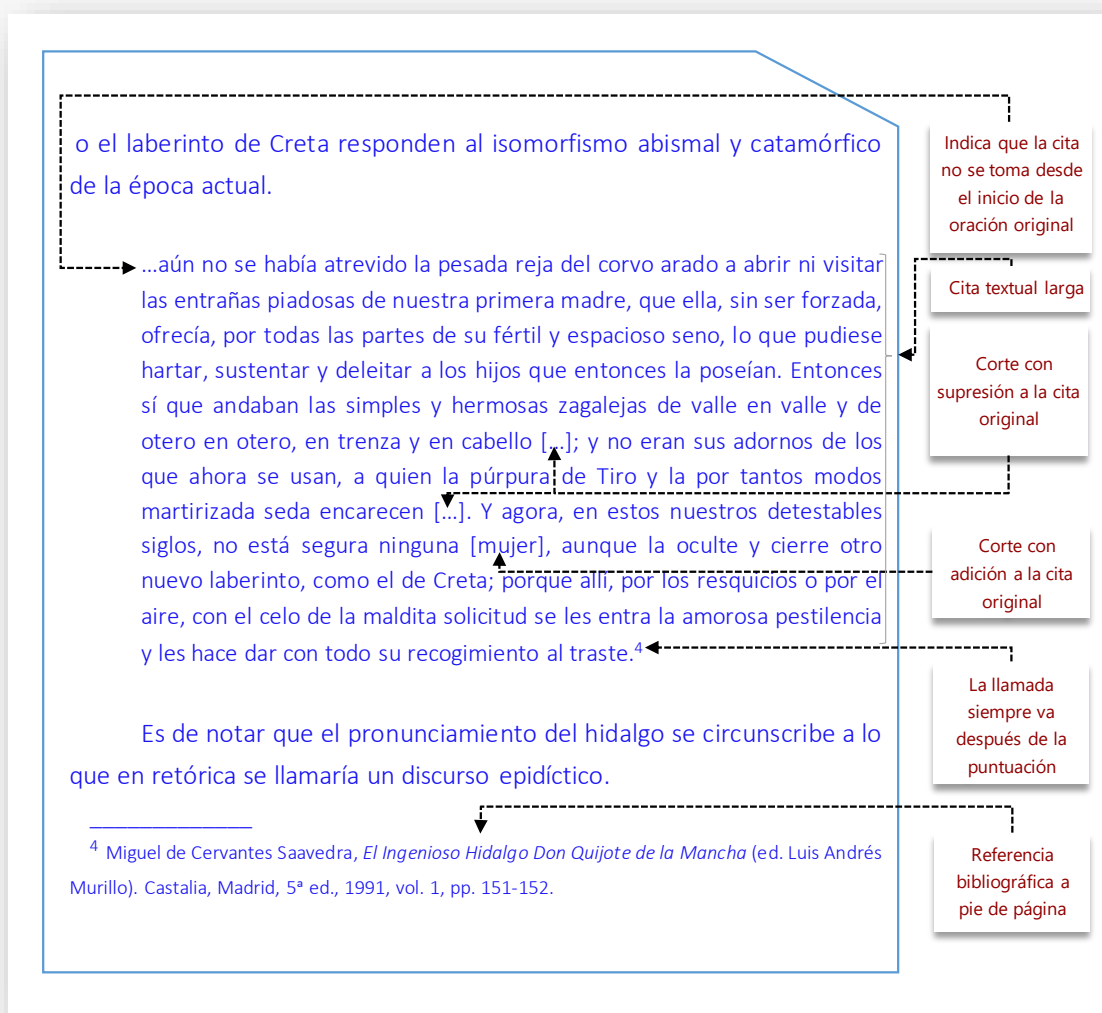 o el laberinto de Creta responden al isomorfismo abismal y catamórfico
de la época actual.
...aún no se había atrevido la pesada reja del corvo arado a abrir ni visitar
las entrañas piadosas de nuestra primera madre, que ella, sin ser forzada,
ofrecía, por todas las partes de su fértil y espacioso seno, lo que pudiese
hartar, sustentar y deleitar a los hijos que entonces la poseían. Entonces
sí que andaban las simples y hermosas zagalejas de valle en valle y de
otero en otero, en trenza y en cabello [...]; y no eran sus adornos de los
que ahora se usan, a quien la púrpura de Tiro y la por tantos modos
martirizada seda encarecen [...]. Y agora, en estos nuestros detestables
siglos, no está segura ninguna [mujer], aunque la oculte y cierre otro
nuevo laberinto, como el de Creta; porque allí, por los resquicios o por el
aire, con el celo de la maldita solicitud se les entra la amorosa pestilencia
y les hace dar con todo su recogimiento al traste.⁴
Es de notar que el pronunciamiento del hidalgo se circunscribe a lo
que en retórica se llamaría un discurso epidíctico.
⁴ Miguel de Cervantes Saavedra, El Ingenioso Hidalgo Don Quijote de la Mancha (ed. Luis Andrés
Murillo). Castalia, Madrid, 5ª ed., 1991, vol. 1, pp. 151-152.
Indica que la cita
no se toma desde
el inicio de la
oración original
Cita textual larga
Corte con
supresión a la cita
original
Corte con
adición a la cita
original
La llamada
siempre va
después de la
puntuación
Referencia
bibliográfica a
pie de página